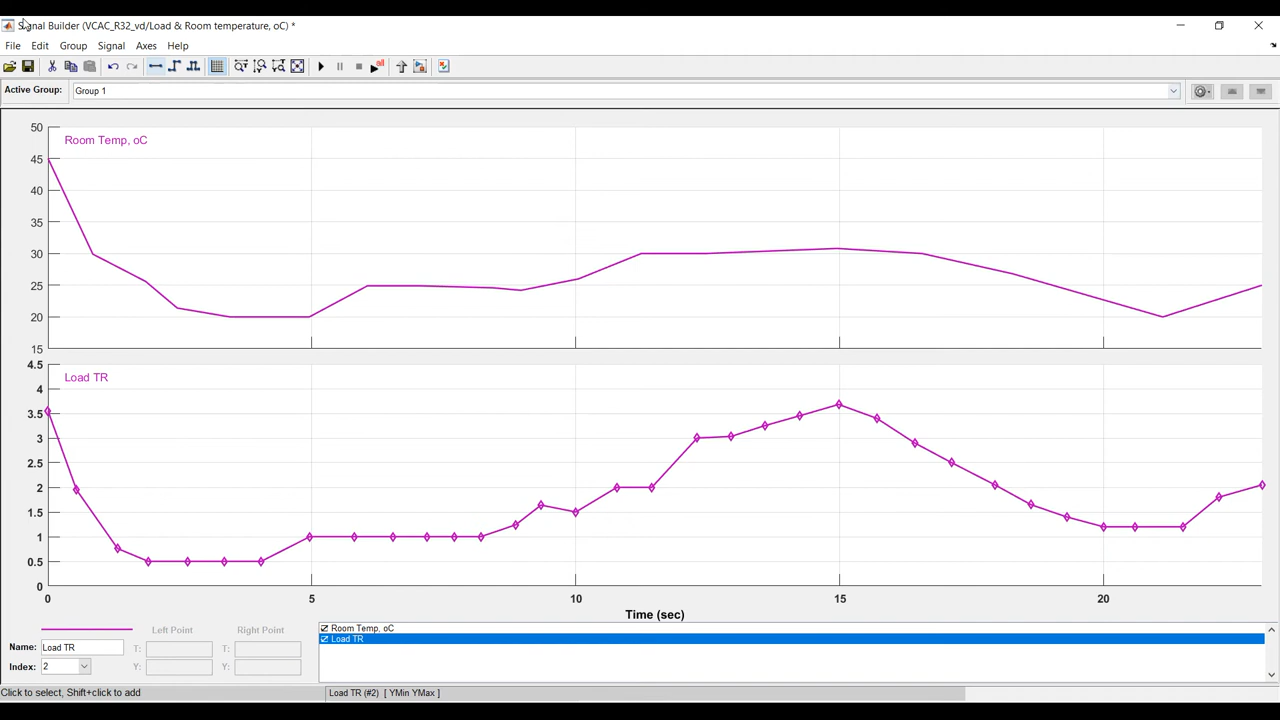 Signal Builder (VCAC_R32_vd/Load & Room temperature, oC) *
File Edit Group Signal Axes Help
all
Active Group: Group 1
Room Temp, oC
50
45
40
35
30
25
20
15
Load TR
4.5
4
3.5
3
2.5
2
1.5
1
0.5
0
0 5 10 15 20
Time (sec)
Left Point Right Point
Name: Load TR T: T:
Index: 2 Y: Y:
Room Temp, oC
Load TR
Click to select, Shift+click to add
Load TR (#2) [ YMin YMax ]